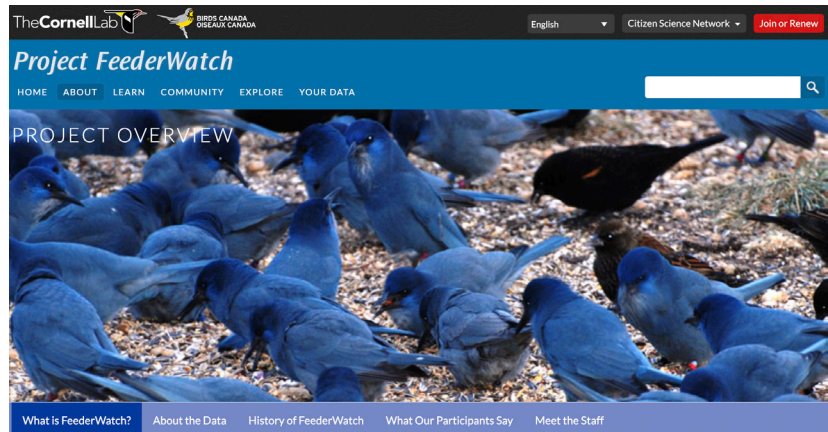 TheCornellLab
BIRDS CANADA
OISEAUX CANADA
English
Citizen Science Network
Join or Renew
Project FeederWatch
HOME ABOUT LEARN COMMUNITY EXPLORE YOUR DATA
PROJECT OVERVIEW
What is FeederWatch? About the Data History of FeederWatch What Our Participants Say Meet the Staff